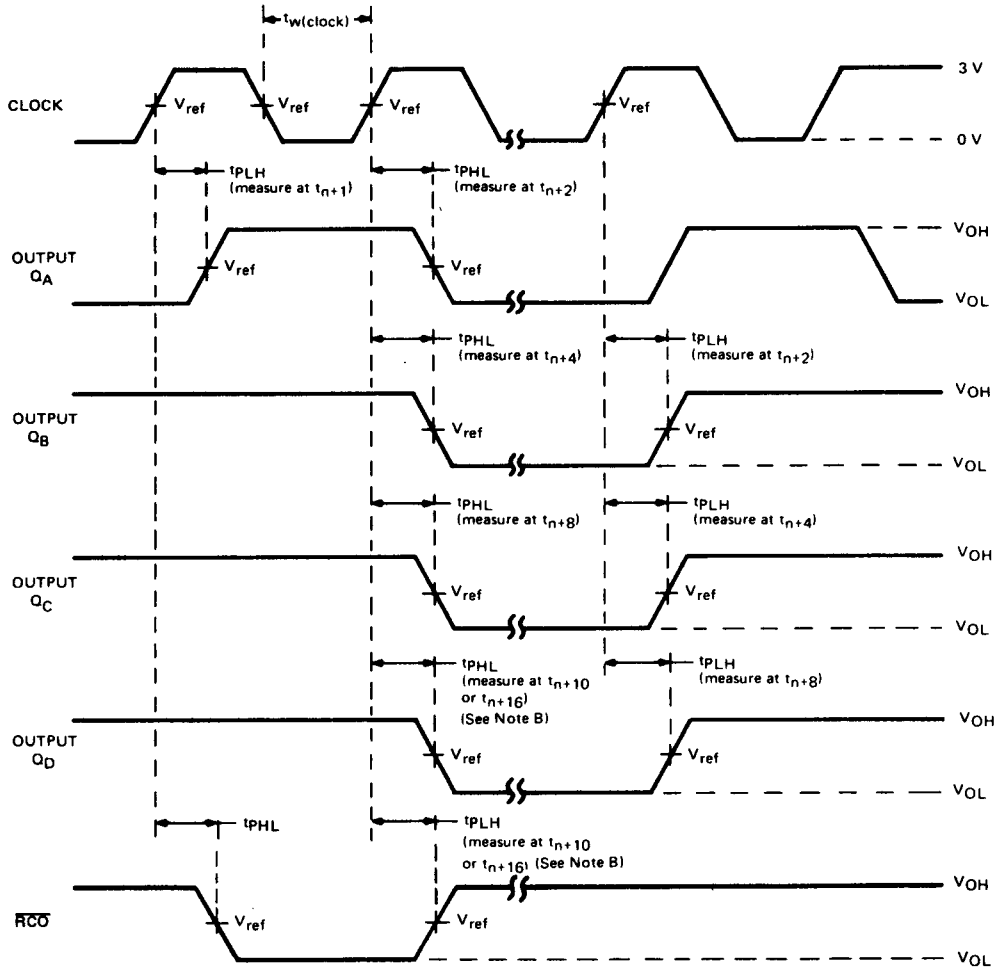 tw(clock)
3 V
CLOCK
Vref
Vref
Vref
Vref
0 V
tPLH
(measure at tn+1)
tPHL
(measure at tn+2)
VOH
OUTPUT
QA
Vref
Vref
VOL
tPHL
(measure at tn+4)
tPLH
(measure at tn+2)
VOH
OUTPUT
QB
Vref
Vref
VOL
tPHL
(measure at tn+8)
tPLH
(measure at tn+4)
VOH
OUTPUT
QC
Vref
Vref
VOL
tPHL
(measure at tn+10
or tn+16)
(See Note B)
tPLH
(measure at tn+8)
VOH
OUTPUT
QD
Vref
Vref
VOL
tPHL
tPLH
(measure at tn+10
or tn+16) (See Note B)
VOH
RCO
Vref
Vref
VOL